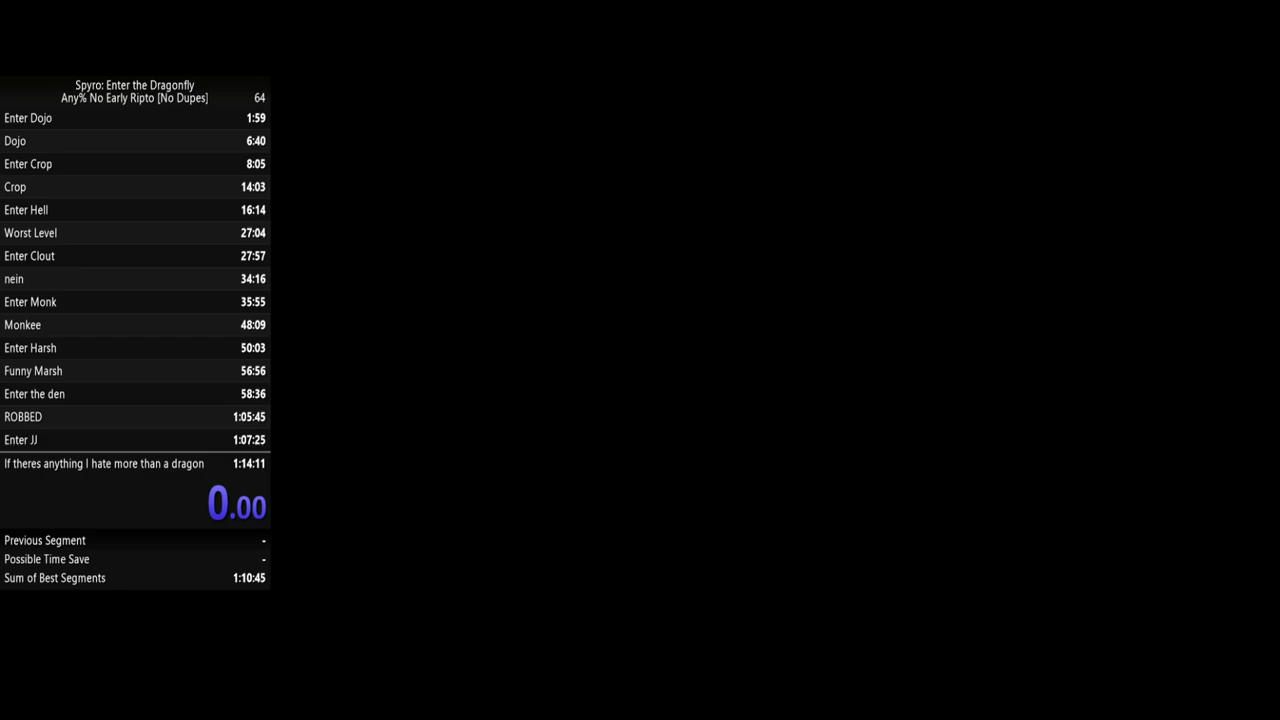 Spyro: Enter the Dragonfly
Any% No Early Ripto [No Dupes] 64
Enter Dojo 1:59
Dojo 6:40
Enter Crop 8:05
Crop 14:03
Enter Hell 16:14
Worst Level 27:04
Enter Clout 27:57
nein 34:16
Enter Monk 35:55
Monkee 48:09
Enter Harsh 50:03
Funny Marsh 56:56
Enter the den 58:36
ROBBED 1:05:45
Enter JJ 1:07:25
If theres anything I hate more than a dragon 1:14:11
0.00
Previous Segment -
Possible Time Save -
Sum of Best Segments 1:10:45